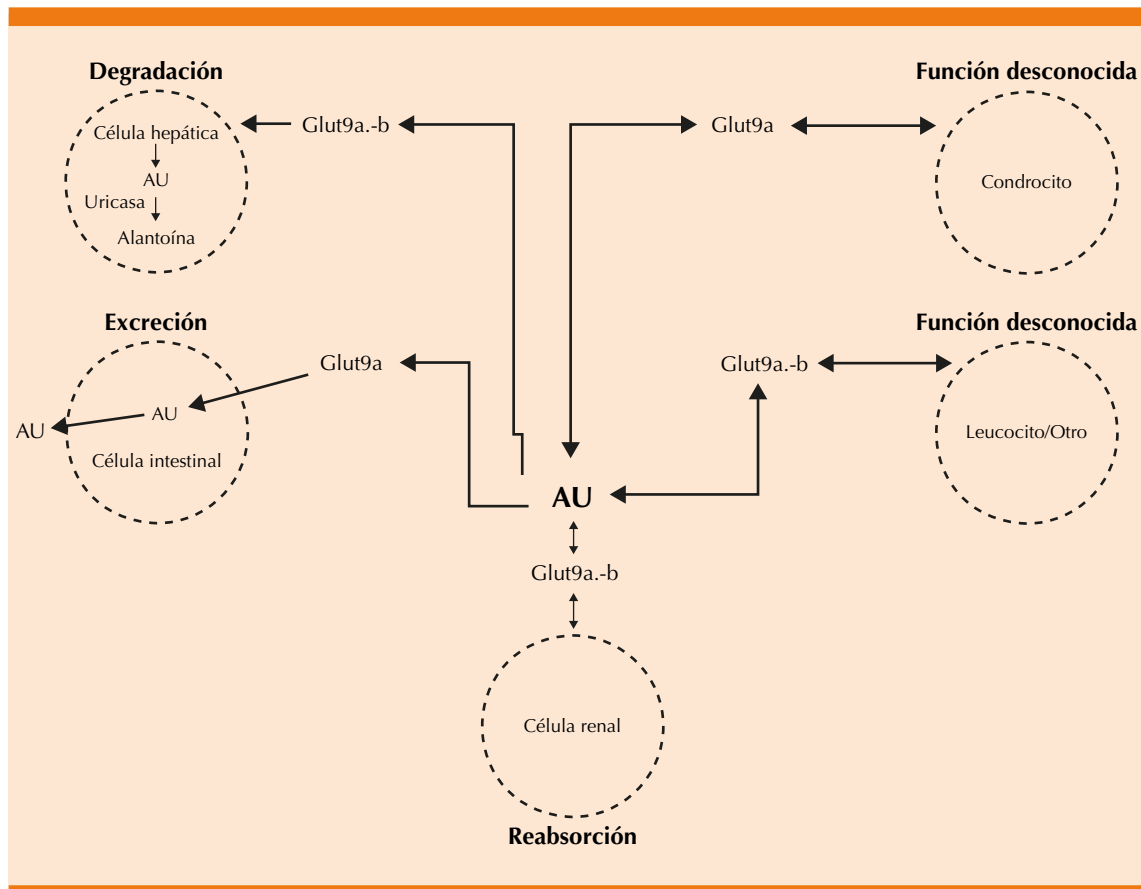 Degradación
Célula hepática
AU
Uricasa
Alantoína
Glut9a.-b
Glut9a
Función desconocida
Condrocito
Excreción
Glut9a
AU
AU
Célula intestinal
Función desconocida
Glut9a.-b
Leucocito/Otro
AU
Glut9a.-b
Célula renal
Reabsorción